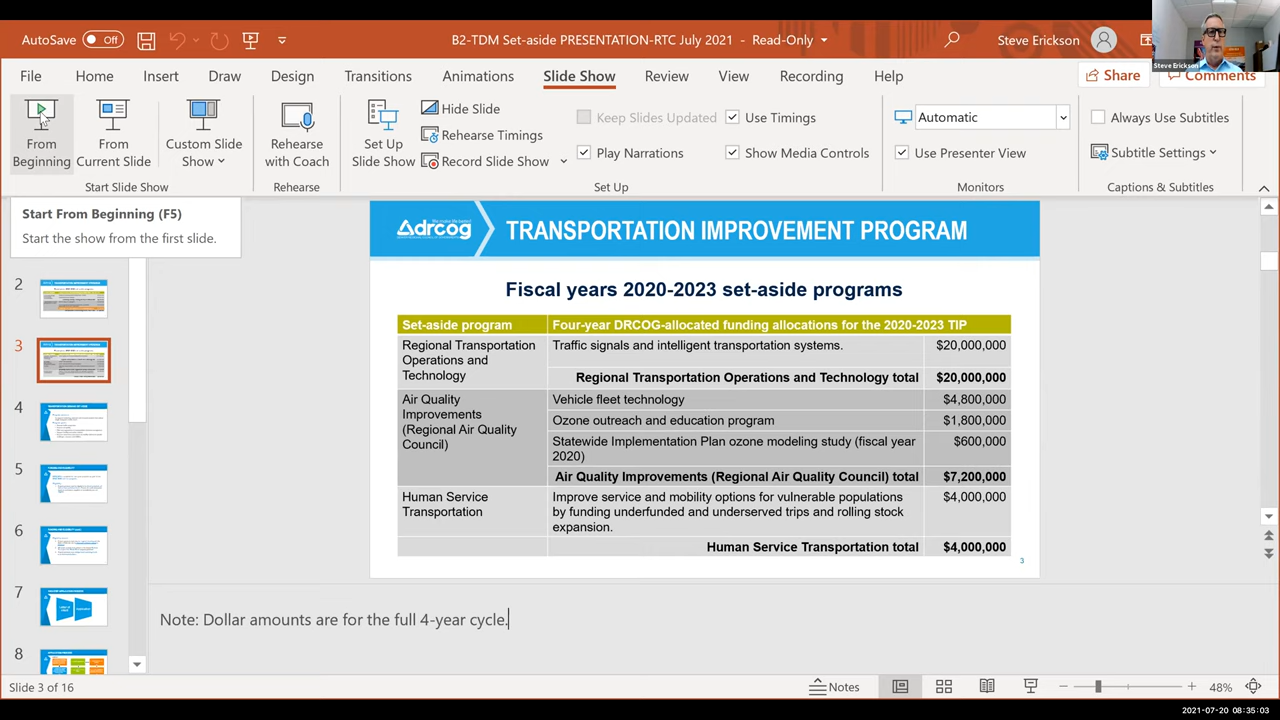 AutoSave Off
B2-TDM Set-aside PRESENTATION-RTC July 2021 - Read-Only
Steve Erickson
Steve Erickson
File Home Insert Draw Design Transitions Animations Slide Show Review View Recording Help
Share Comments
From Beginning
From Current Slide
Custom Slide Show
Start Slide Show
Rehearse with Coach
Rehearse
Set Up Slide Show
Hide Slide
Rehearse Timings
Record Slide Show
Keep Slides Updated
Play Narrations
Use Timings
Show Media Controls
Set Up
Automatic
Use Presenter View
Monitors
Always Use Subtitles
Subtitle Settings
Captions & Subtitles
Start From Beginning (F5)
Start the show from the first slide.
2
3
4
5
6
7
8
drcog
TRANSPORTATION IMPROVEMENT PROGRAM
Fiscal years 2020-2023 set-aside programs
Set-aside program Four-year DRCOG-allocated funding allocations for the 2020-2023 TIP
Regional Transportation
Operations and
Technology
Traffic signals and intelligent transportation systems. $20,000,000
Regional Transportation Operations and Technology total $20,000,000
Air Quality
Improvements
(Regional Air Quality
Council)
Vehicle fleet technology $4,800,000
Ozone outreach and education program $1,800,000
Statewide Implementation Plan ozone modeling study (fiscal year $600,000
2020)
Air Quality Improvements (Regional Air Quality Council) total $7,200,000
Human Service
Transportation
Improve service and mobility options for vulnerable populations $4,000,000
by funding underfunded and underserved trips and rolling stock
expansion.
Human Service Transportation total $4,000,000
3
Note: Dollar amounts are for the full 4-year cycle.
Slide 3 of 16
Notes
48%
2021-07-20 08:35:03